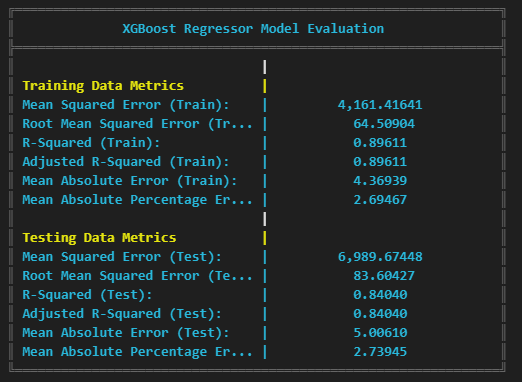 XGBoost Regressor Model Evaluation
Training Data Metrics |
Mean Squared Error (Train): | 4,161.41641
Root Mean Squared Error (Tr... | 64.50904
R-Squared (Train): | 0.89611
Adjusted R-Squared (Train): | 0.89611
Mean Absolute Error (Train): | 4.36939
Mean Absolute Percentage Er... | 2.69467
Testing Data Metrics |
Mean Squared Error (Test): | 6,989.67448
Root Mean Squared Error (Te... | 83.60427
R-Squared (Test): | 0.84040
Adjusted R-Squared (Test): | 0.84040
Mean Absolute Error (Test): | 5.00610
Mean Absolute Percentage Er... | 2.73945